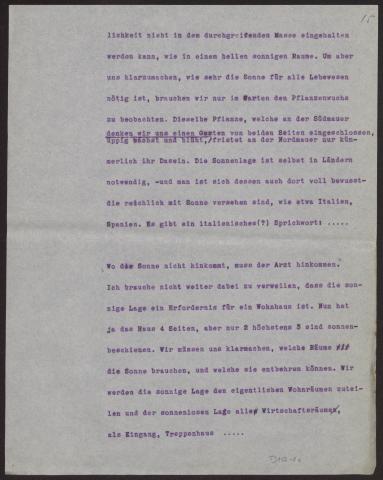 15
lichkeit nicht in dem durchgreifenden Masse eingehalten
werden kann, wie in einem hellen sonnigen Raume. Um aber
uns klarzumachen, wie sehr die Sonne für alle Lebewesen
nötig ist, brauchen wir nur im Garten den Pflanzenwuchs
zu beobachten. Dieselbe Pflanze, welche an der Südmauer
denken wir uns einen Garten von beiden Seiten eingeschlossen,
üppig wächst und blüht, fristet an der Nordmauer nur küm-
merlich ihr Dasein. Die Sonnenlage ist selbst in Ländern
notwendig, -und man ist sich dessen auch dort voll bewusst-
die reichlich mit Sonne versehen sind, wie etwa Italien,
Spanien. Es gibt ein italienisches(?) Sprichwort: .....
Wo die Sonne nicht hinkommt, muss der Arzt hinkommen.
Ich brauche nicht weiter dabei zu verweilen, dass die son-
nige Lage ein Erfordernis für ein Wohnhaus ist. Nun hat
ja das Haus 4 Seiten, aber nur 2 höchstens 3 sind sonnen-
beschienen. Wir müssen uns klarmachen, welche Räume
die Sonne brauchen, und welche sie entbehren können. Wir
werden die sonnige Lage den eigentlichen Wohnräumen zutei-
len und der sonnenlosen Lage alle Wirtschaftsräume,
als Eingang, Treppenhaus .....